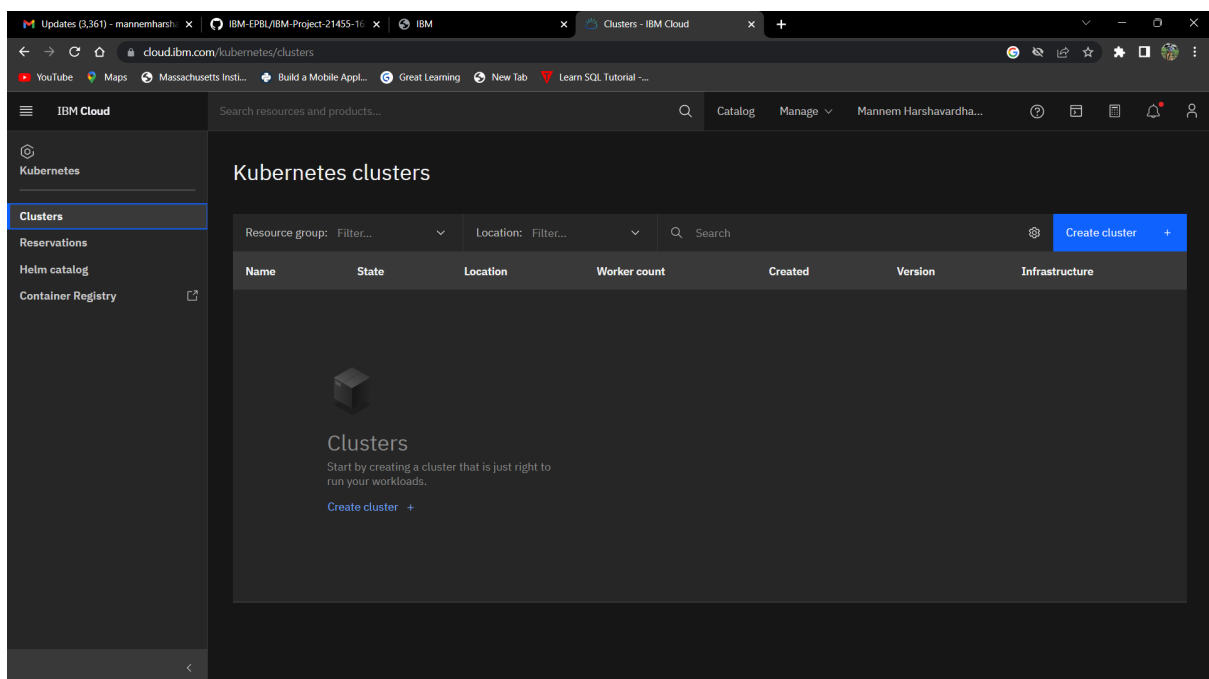 Updates (3,361) - mannemharsha
IBM-EPBL/IBM-Project-21455-16
IBM
Clusters - IBM Cloud
cloud.ibm.com/kubernetes/clusters
YouTube
Maps
Massachusetts Insti...
Build a Mobile Appl...
Great Learning
New Tab
Learn SQL Tutorial -...
IBM Cloud
Search resources and products...
Catalog
Manage
Mannem Harshavardha...
Kubernetes
Clusters
Reservations
Helm catalog
Container Registry
Kubernetes clusters
Resource group: Filter...
Location: Filter...
Search
Create cluster +
Name State Location Worker count Created Version Infrastructure
Clusters
Start by creating a cluster that is just right to
run your workloads.
Create cluster +